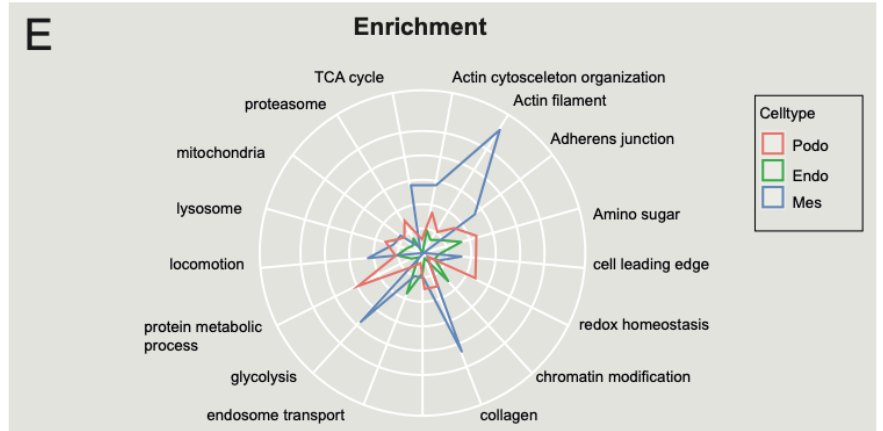 E
Enrichment
TCA cycle
Actin cytosceleton organization
proteasome
Actin filament
mitochondria
Adherens junction
lysosome
Amino sugar
locomotion
cell leading edge
protein metabolic
process
redox homeostasis
glycolysis
chromatin modification
endosome transport
collagen
Celltype
Podo
Endo
Mes